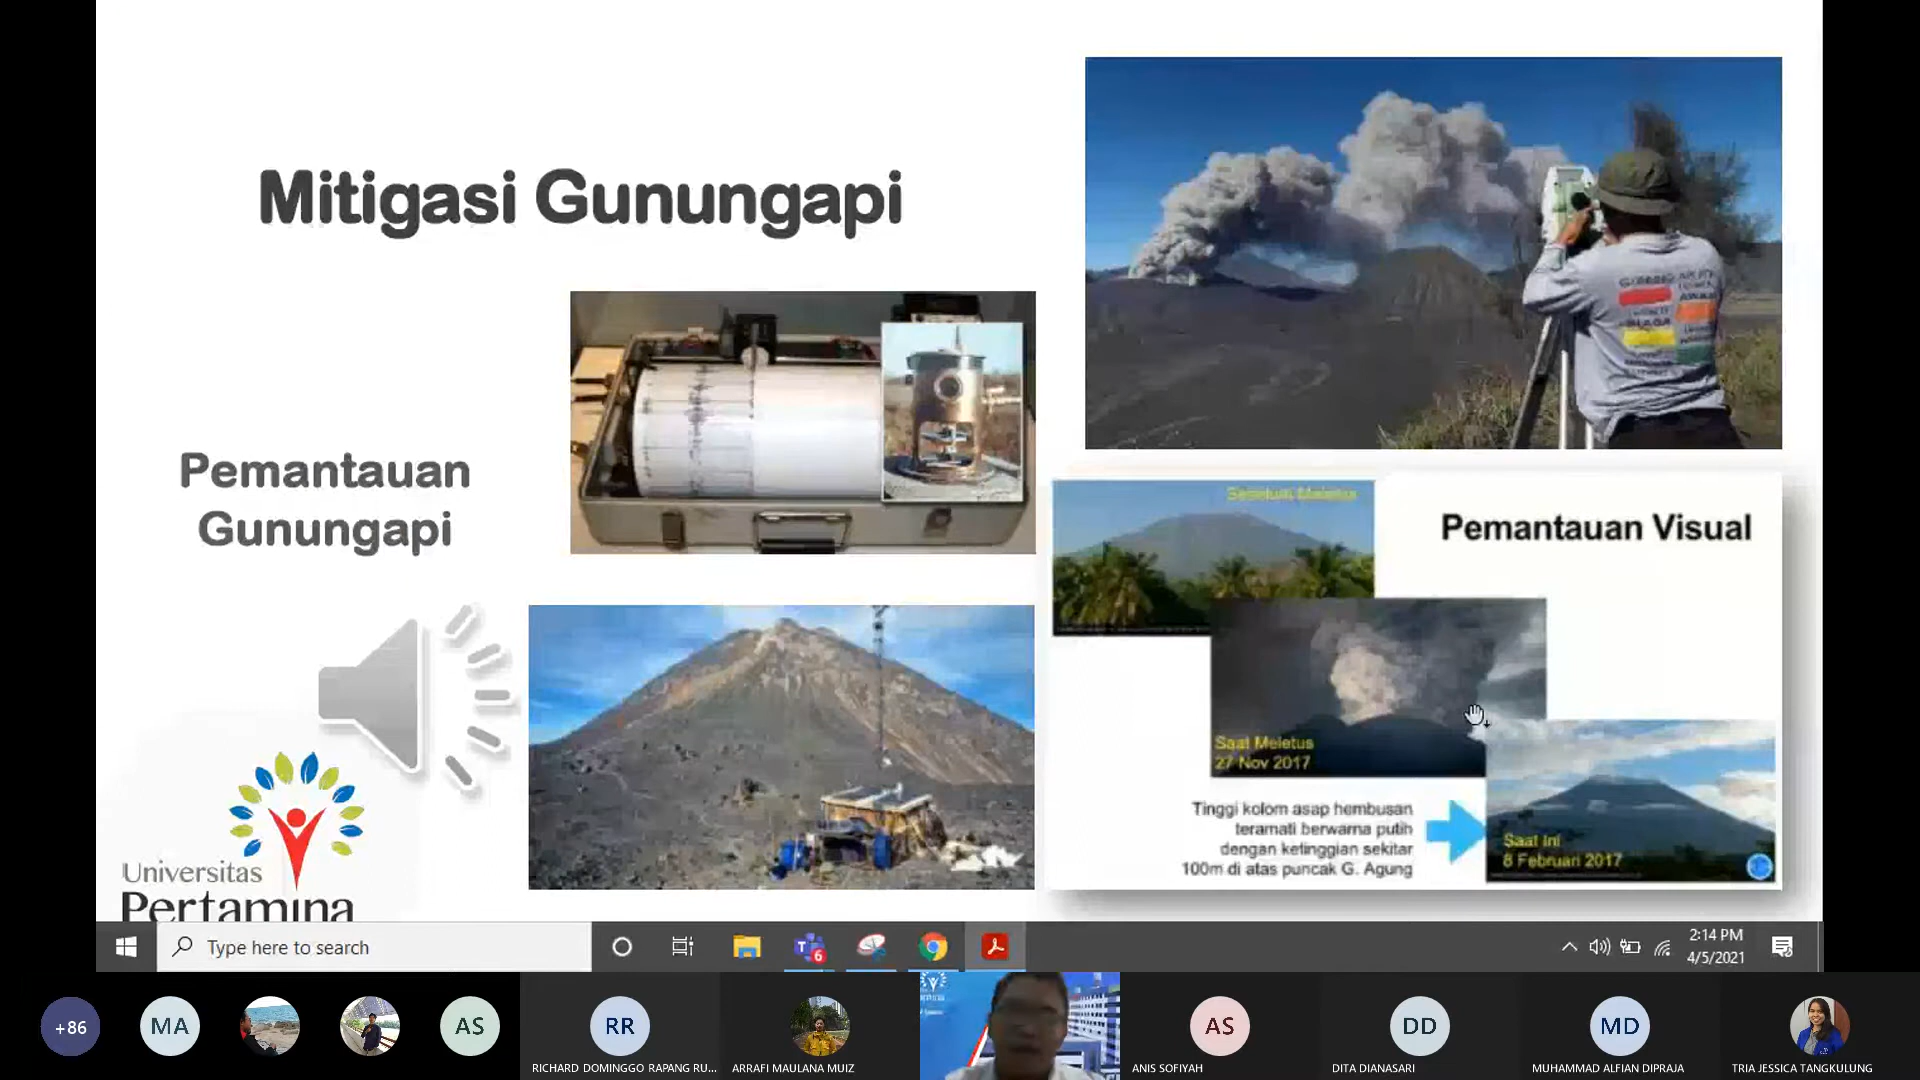 Mitigasi Gunungapi
Pemantauan
Gunungapi
Sebelum Meletus
Pemantauan Visual
Saat Meletus
27 Nov 2017
Tinggi kolom asap hembusan
teramati berwarna putih
dengan ketinggian sekitar
100m di atas puncak G. Agung
Saat Ini
8 Februari 2017
Universitas
Pertamina
Type here to search
6
2:14 PM
4/5/2021
+86
MA
AS
RR
RICHARD DOMINGGO RAPANG RU...
ARRAFI MAULANA MUIZ
AS
ANIS SOFIYAH
DD
DITA DIANASARI
MD
MUHAMMAD ALFIAN DIPRAJA
TRIA JESSICA TANGKULUNG